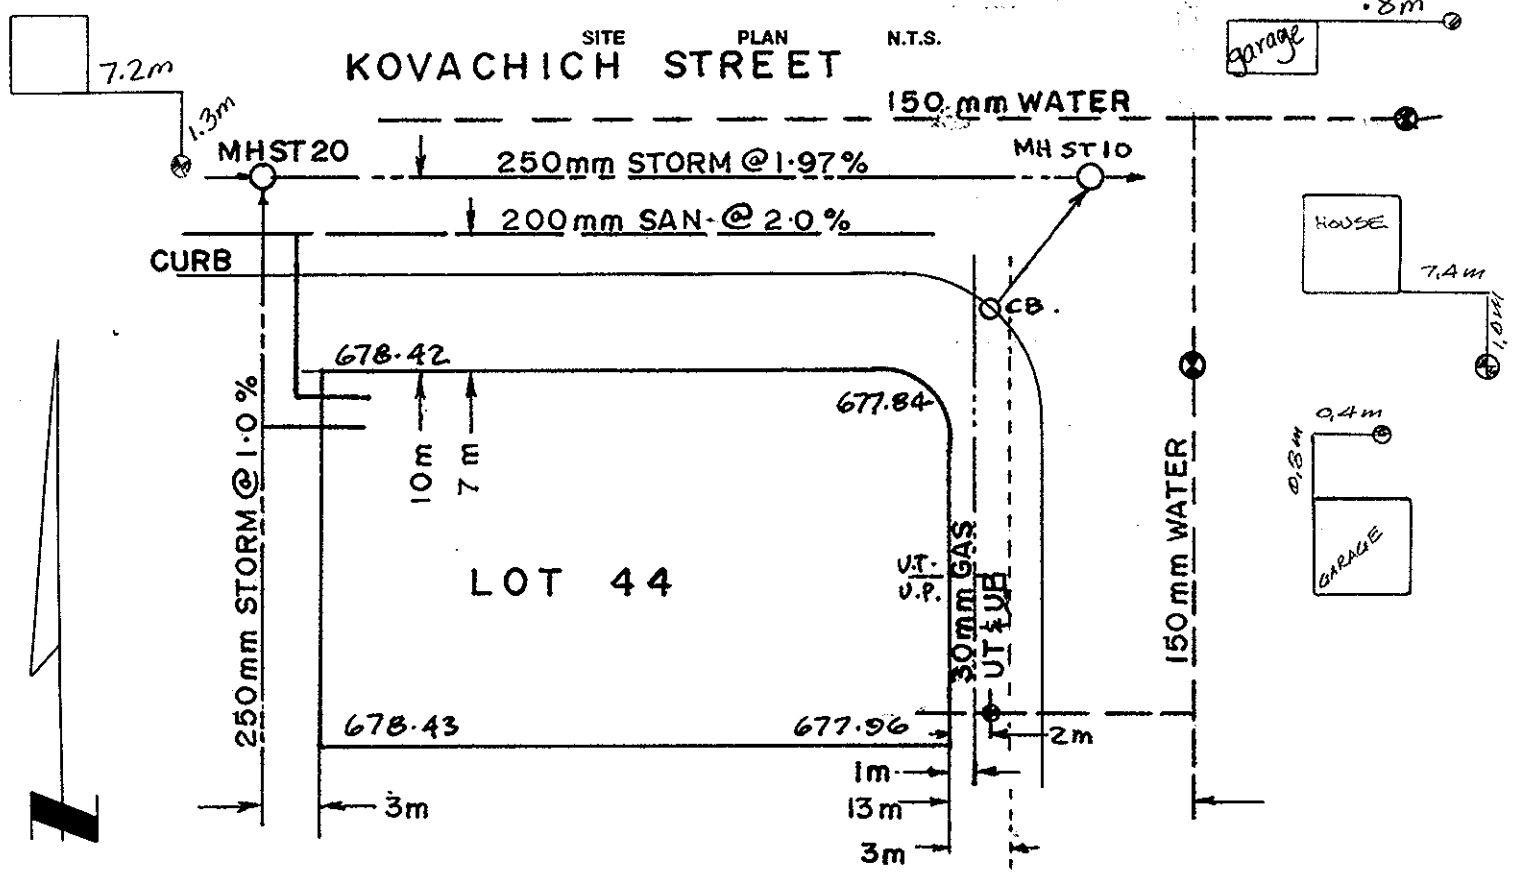 SITE PLAN N.T.S.
KOVACHICH STREET
.8m
garage
7.2m
1.3m
150 mm WATER
MHST20
250mm STORM @ 1.97%
MH ST10
200mm SAN. @ 2.0%
CURB
HOUSE
7.4m
1.0m
CB.
678.42
677.84
250mm STORM @ 1.0%
10m
7m
0.4m
0.8m
GARAGE
150mm WATER
LOT 44
U.T.
U.P.
30mm GAS
678.43
677.96
2m
1m
3m
13m
3m